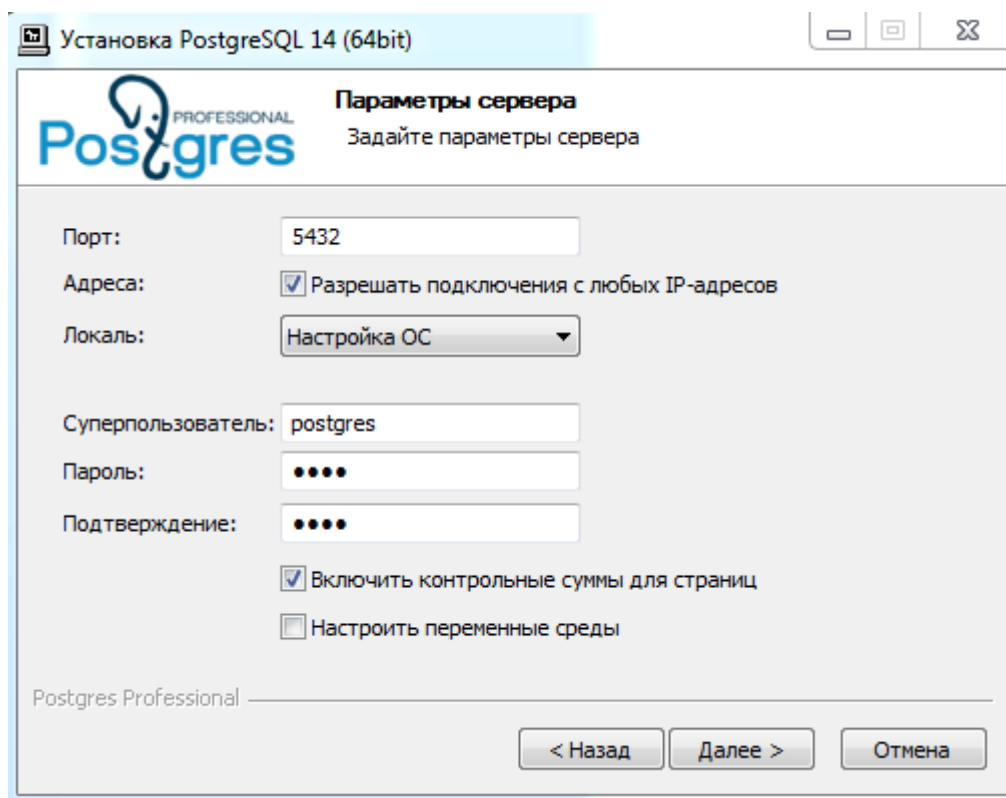 Установка PostgreSQL 14 (64bit)
PROFESSIONAL
Postgres
Параметры сервера
Задайте параметры сервера
Порт: 5432
Адреса: Разрешать подключения с любых IP-адресов
Локаль: Настройка ОС
Суперпользователь: postgres
Пароль: ●●●●
Подтверждение: ●●●●
Включить контрольные суммы для страниц
Настроить переменные среды
Postgres Professional
< Назад Далее > Отмена